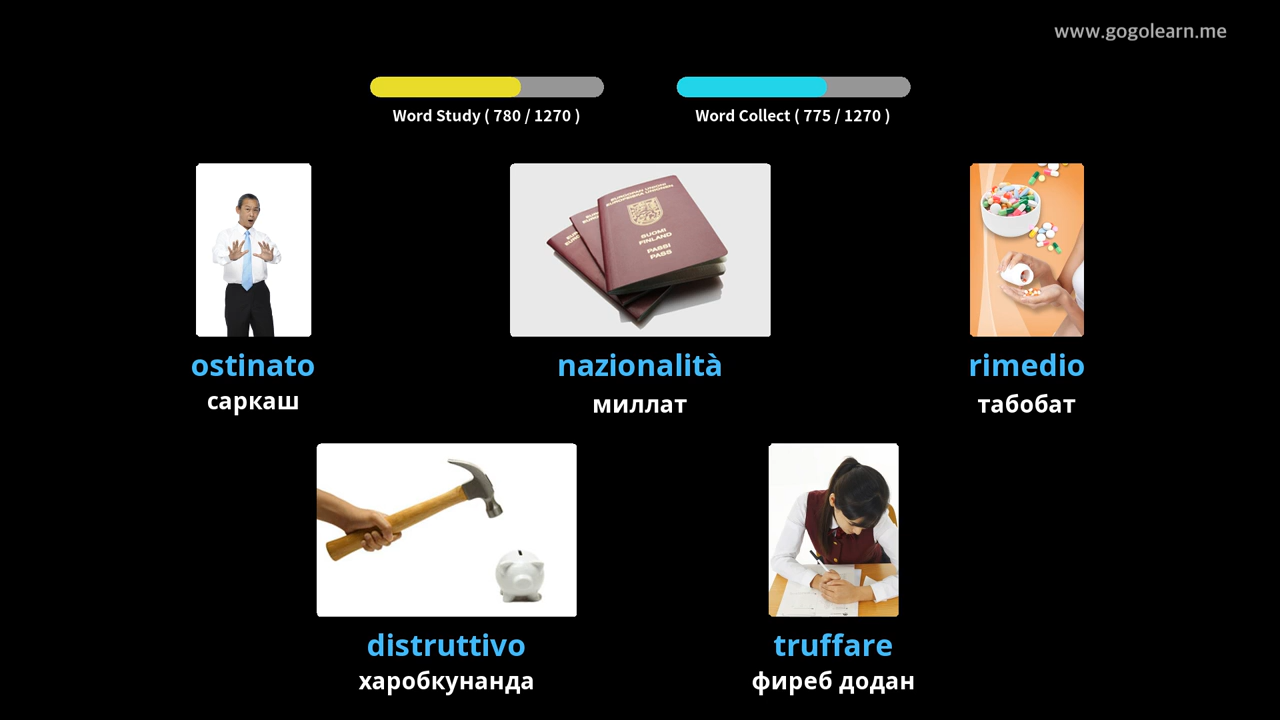 www.gogolearn.me
Word Study ( 780 / 1270 )
Word Collect ( 775 / 1270 )
SUOMI
FINLAND
PASSI
PASS
ostinato
саркаш
nazionalità
миллат
rimedio
табобат
distruttivo
харобкунанда
truffare
фиреб додан